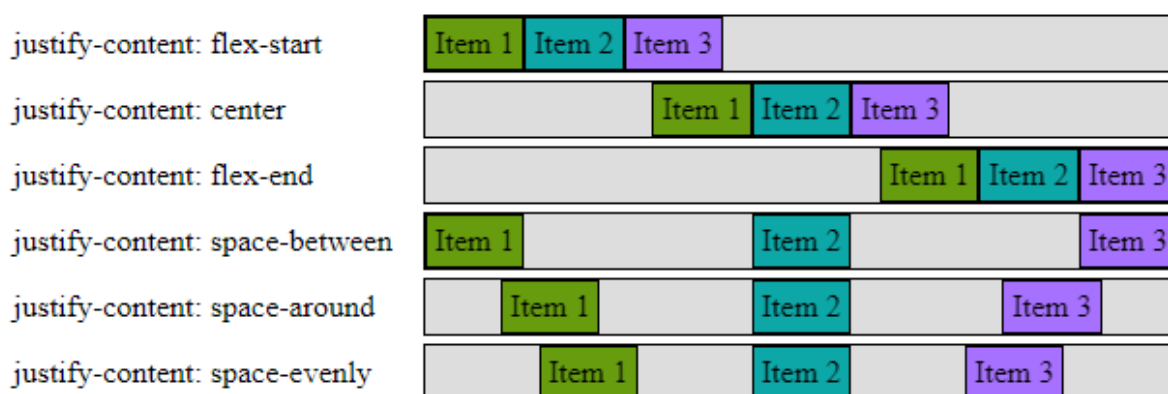 justify-content: flex-start Item 1 Item 2 Item 3
justify-content: center Item 1 Item 2 Item 3
justify-content: flex-end Item 1 Item 2 Item 3
justify-content: space-between Item 1 Item 2 Item 3
justify-content: space-around Item 1 Item 2 Item 3
justify-content: space-evenly Item 1 Item 2 Item 3